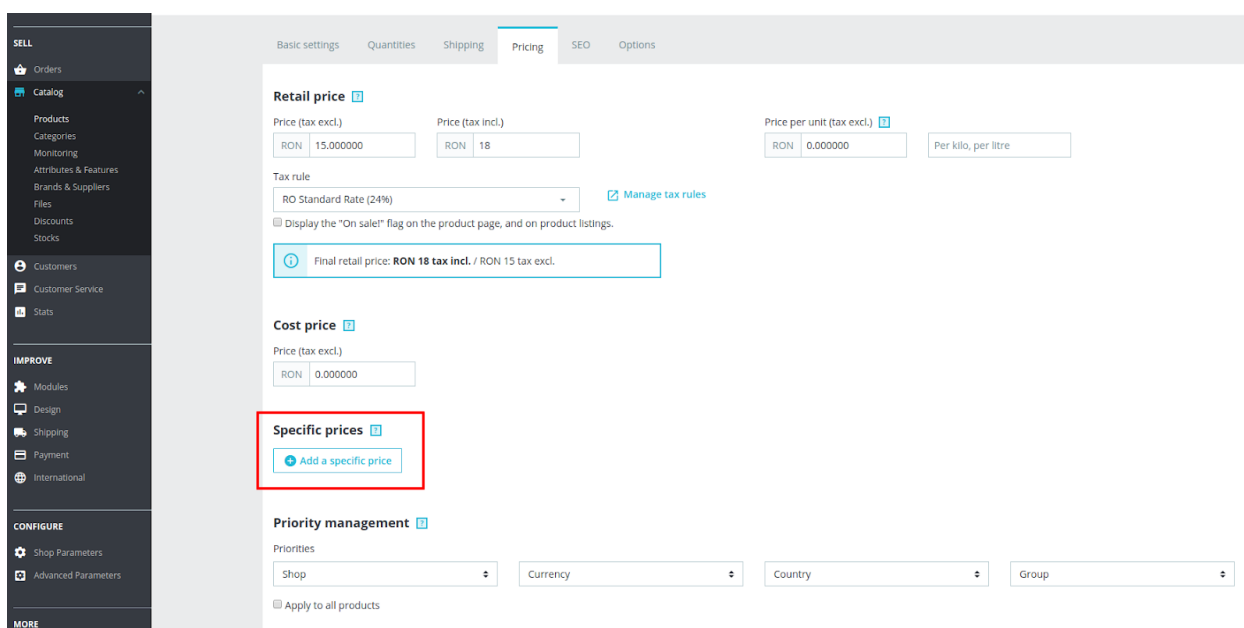 SELL
Orders
Catalog
Products
Categories
Monitoring
Attributes & Features
Brands & Suppliers
Files
Discounts
Stocks
Customers
Customer Service
Stats
IMPROVE
Modules
Design
Shipping
Payment
International
CONFIGURE
Shop Parameters
Advanced Parameters
MORE
Basic settings Quantities Shipping Pricing SEO Options
Retail price ?
Price (tax excl.) Price (tax incl.) Price per unit (tax excl.) ?
RON 15.000000 RON 18 RON 0.000000 Per kilo, per litre
Tax rule
RO Standard Rate (24%) Manage tax rules
Display the "On sale!" flag on the product page, and on product listings.
Final retail price: RON 18 tax incl. / RON 15 tax excl.
Cost price ?
Price (tax excl.)
RON 0.000000
Specific prices ?
Add a specific price
Priority management ?
Priorities
Shop Currency Country Group
Apply to all products